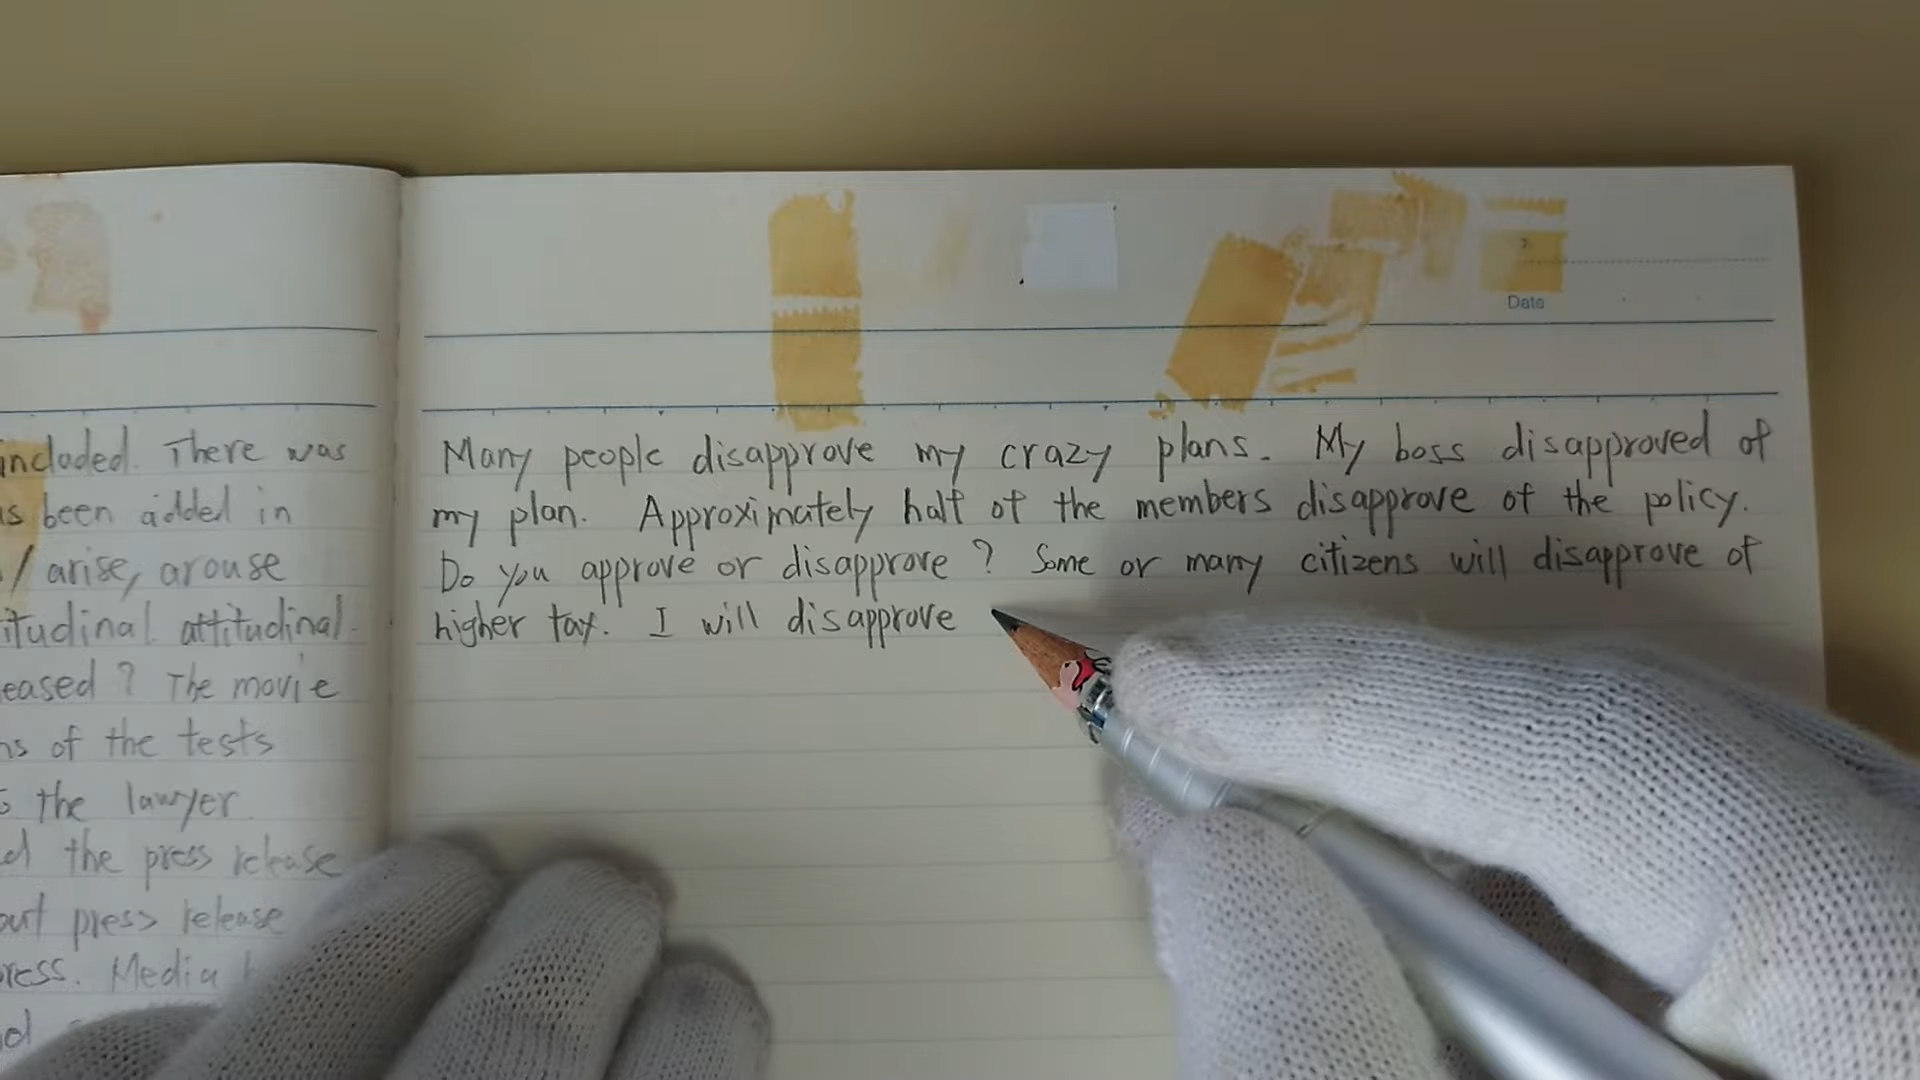 included. There was
been added in
/ arise, arouse
attitudinal.
? The movie
of the tests
the lawyer.
the press release
press release
Media
Date
Many people disapprove my crazy plans. My boss disapproved of
my plan. Approximately half of the members disapprove of the policy.
Do you approve or disapprove? Some or many citizens will disapprove of
higher tax. I will disapprove